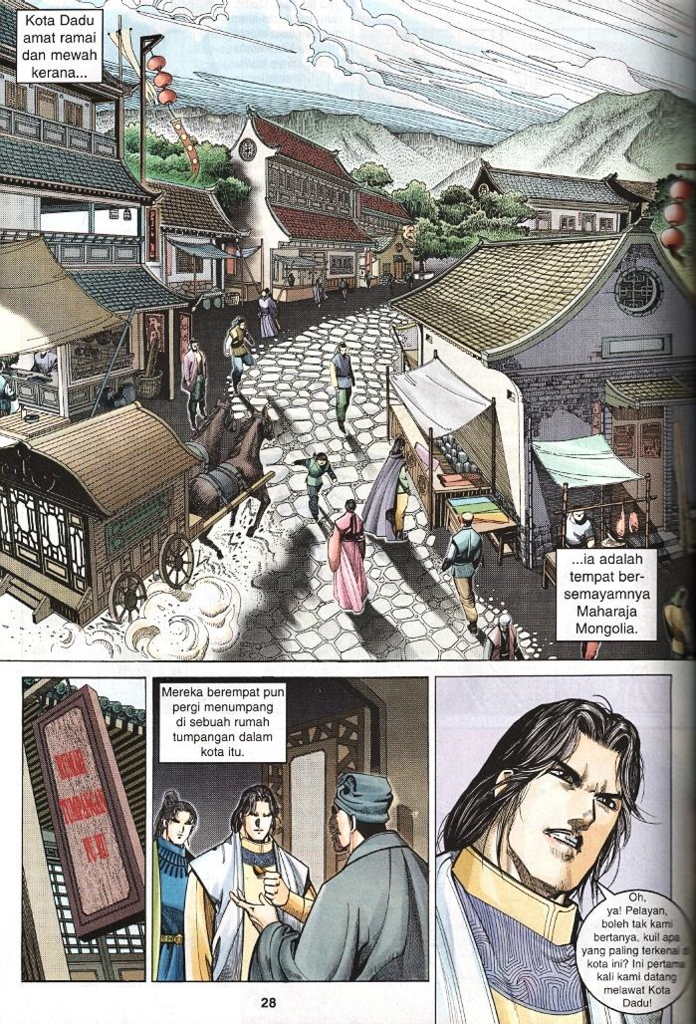 Kota Dadu
amat ramai
dan mewah
kerana...
...ia adalah
tempat ber-
semayamnya
Maharaja
Mongolia.
RUMAH
TUMPANGAN
Mereka berempat pun
pergi menumpang
di sebuah rumah
tumpangan dalam
kota itu.
Oh,
ya! Pelayan,
boleh tak kami
bertanya, kuil apa
yang paling terkenal
kota ini? Ini pertama
kali kami datang
melawat Kota
Dadu!
28